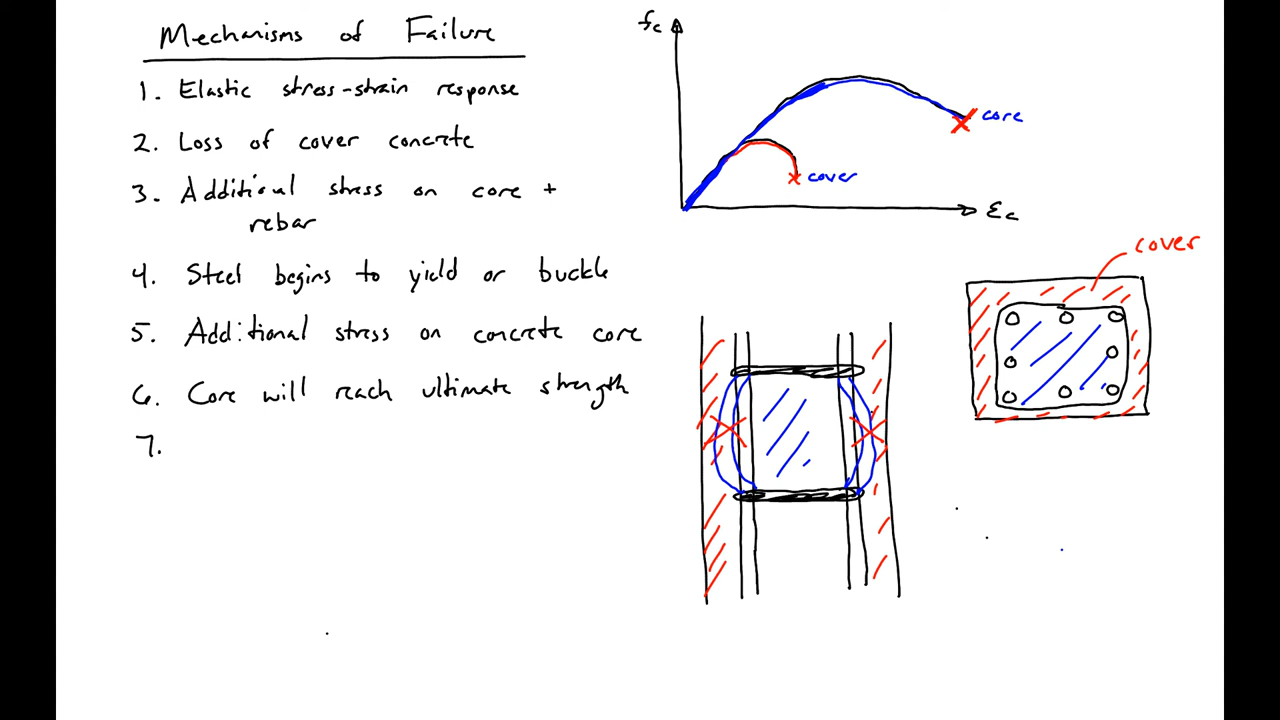 Mechanisms of Failure
1. Elastic stress-strain response
2. Loss of cover concrete
3. Additional stress on core +
rebar
4. Steel begins to yield or buckle
5. Additional stress on concrete core
6. Core will reach ultimate strength
7.
fc
core
cover
εc
cover